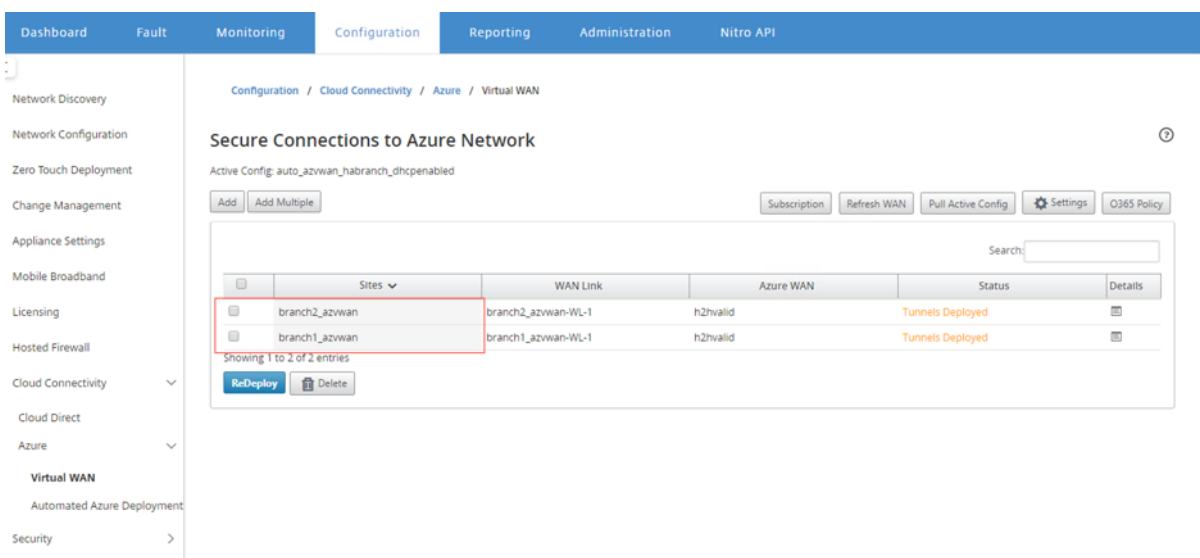 Dashboard Fault Monitoring Configuration Reporting Administration Nitro API
Network Discovery
Network Configuration
Zero Touch Deployment
Change Management
Appliance Settings
Mobile Broadband
Licensing
Hosted Firewall
Cloud Connectivity
Cloud Direct
Azure
Virtual WAN
Automated Azure Deployment
Security
Configuration / Cloud Connectivity / Azure / Virtual WAN
Secure Connections to Azure Network
Active Config: auto_azvwan_habranch_dhcpenabled
Add Add Multiple Subscription Refresh WAN Pull Active Config Settings O365 Policy
Search:
Sites WAN Link Azure WAN Status Details
branch2_azvwan branch2_azvwan-WL-1 h2hvalid Tunnels Deployed
branch1_azvwan branch1_azvwan-WL-1 h2hvalid Tunnels Deployed
Showing 1 to 2 of 2 entries
ReDeploy Delete